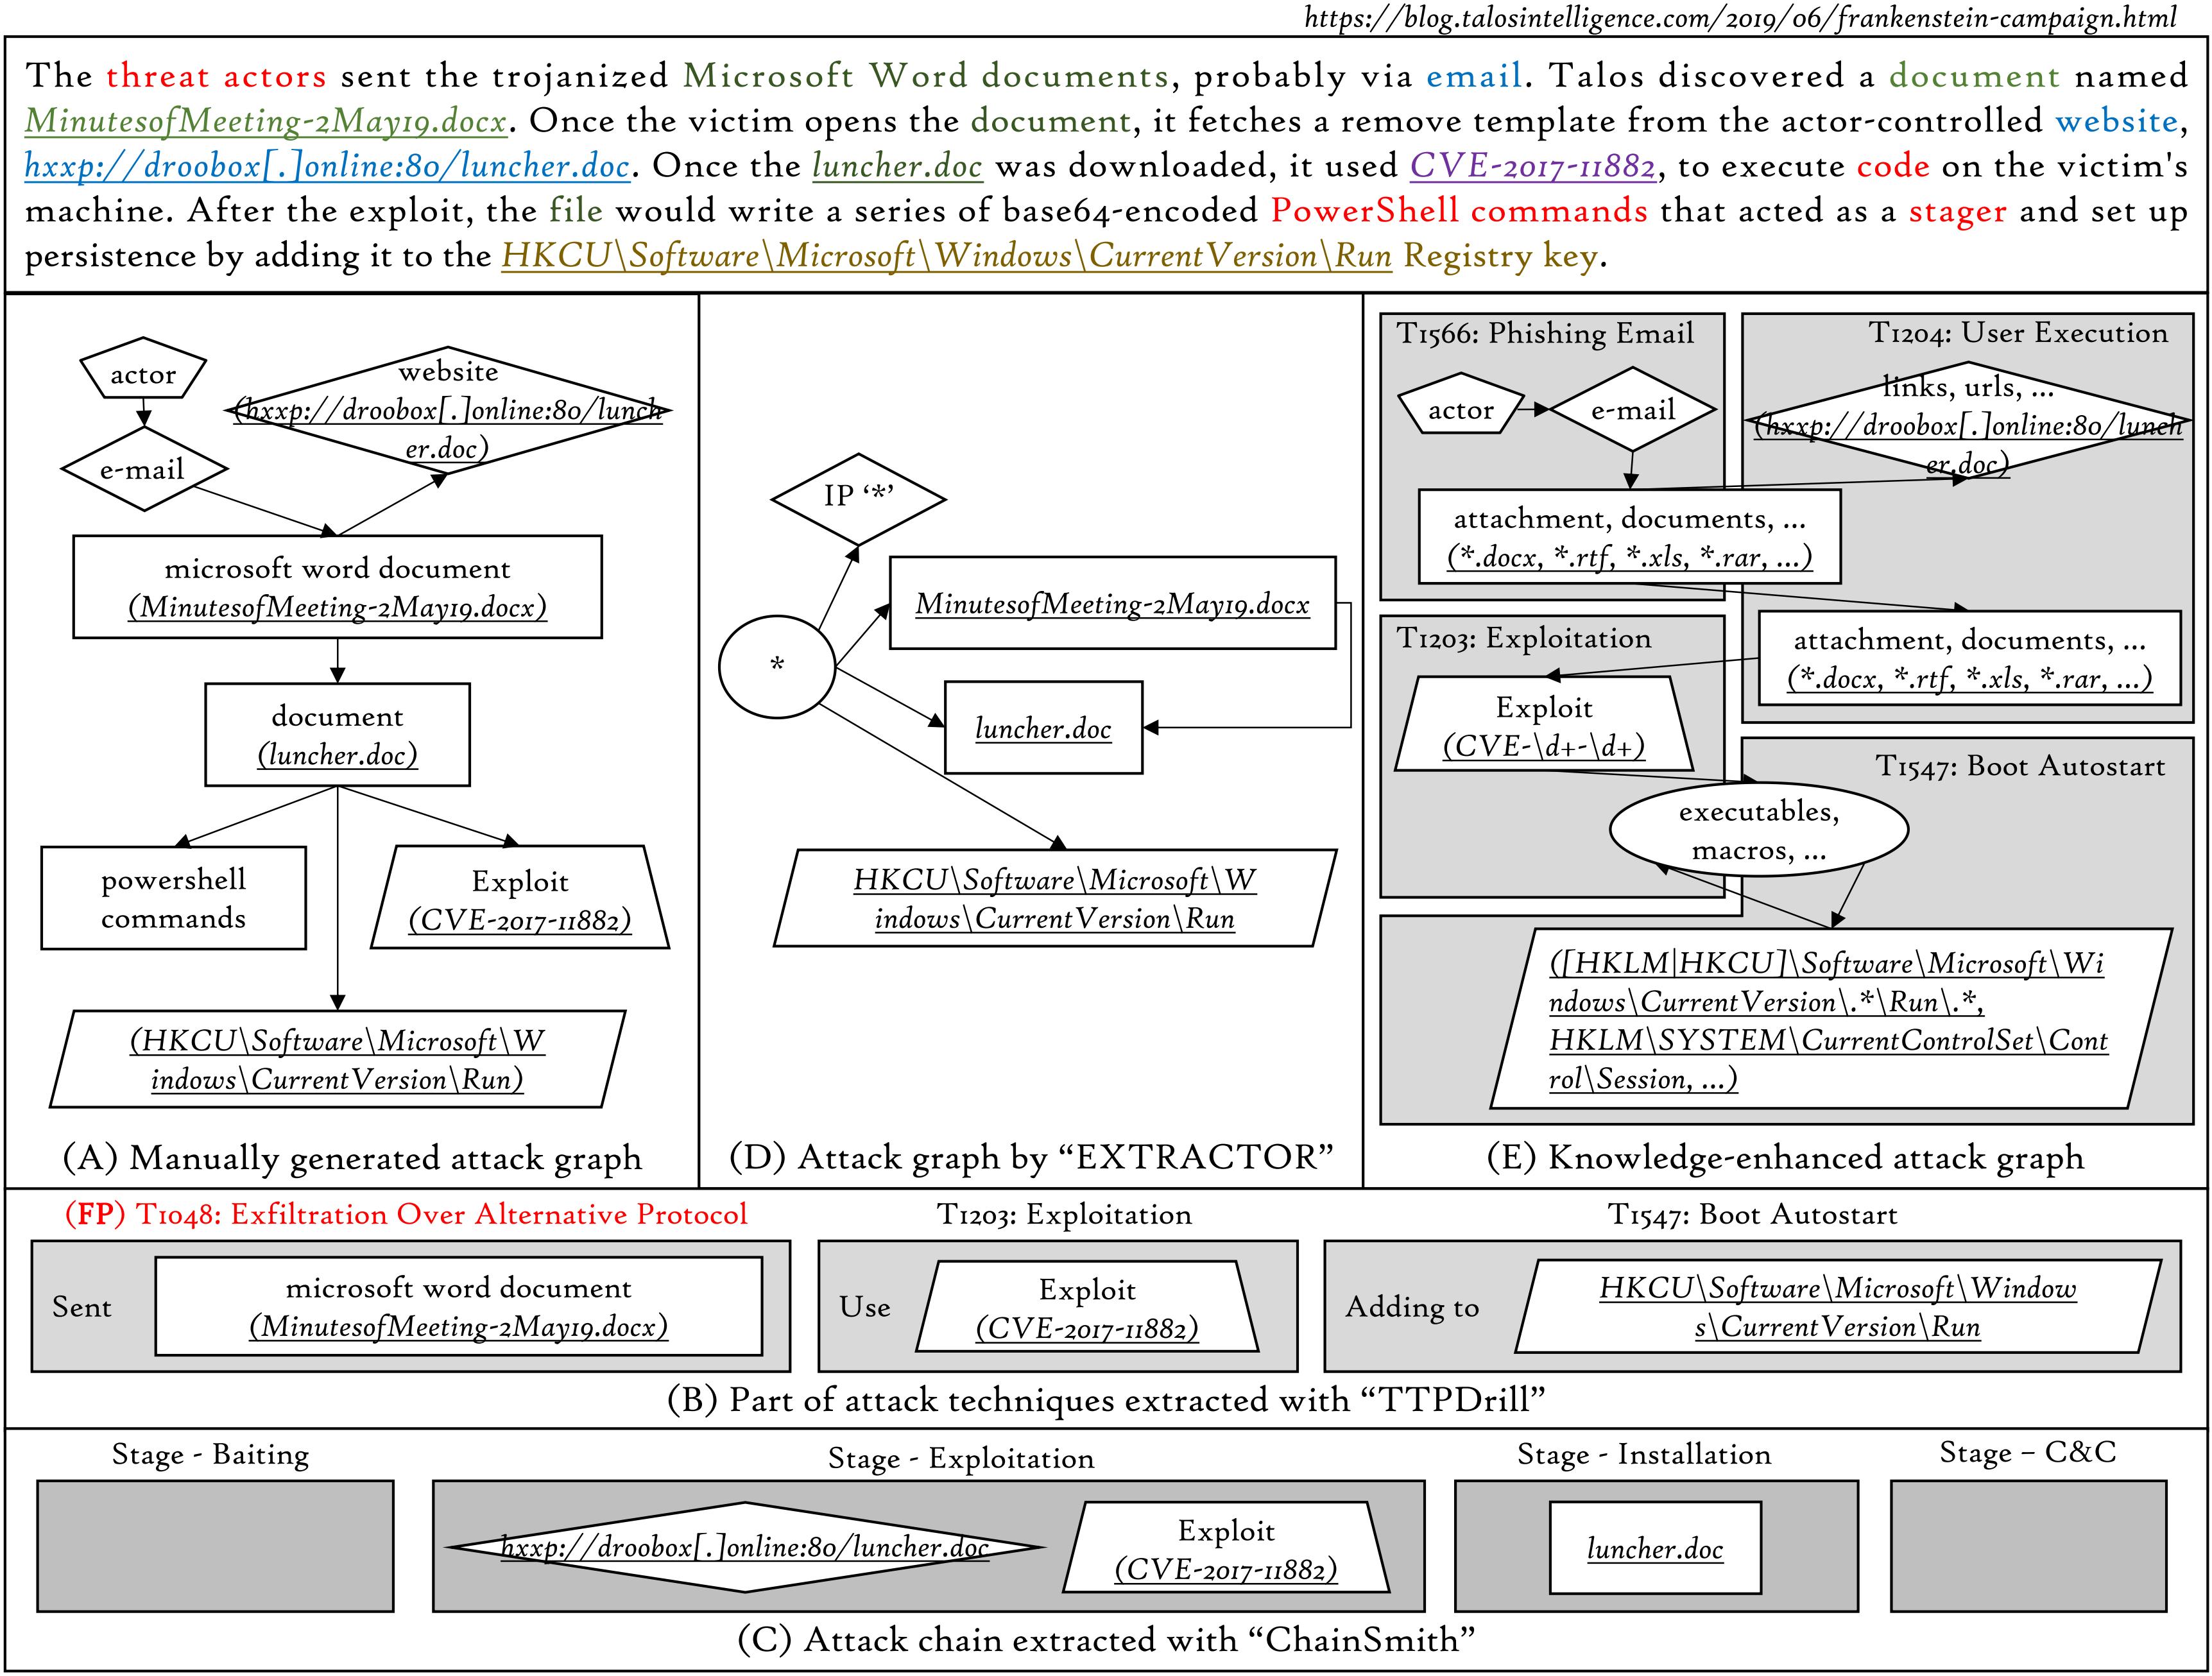 https://blog.talosintelligence.com/2019/06/frankenstein-campaign.html
The threat actors sent the trojanized Microsoft Word documents, probably via email. Talos discovered a document named
MinutesofMeeting-2May19.docx. Once the victim opens the document, it fetches a remove template from the actor-controlled website,
hxxp://droobox[.]online:80/luncher.doc. Once the luncher.doc was downloaded, it used CVE-2017-11882, to execute code on the victim's
machine. After the exploit, the file would write a series of base64-encoded PowerShell commands that acted as a stager and set up
persistence by adding it to the HKCU\Software\Microsoft\Windows\CurrentVersion\Run Registry key.
actor
website
(hxxp://droobox[.]online:80/lunch
er.doc)
e-mail
microsoft word document
(MinutesofMeeting-2May19.docx)
document
(luncher.doc)
powershell
commands
Exploit
(CVE-2017-11882)
(HKCU\Software\Microsoft\W
indows\CurrentVersion\Run)
(A) Manually generated attack graph
IP ‘*’
*
MinutesofMeeting-2May19.docx
luncher.doc
HKCU\Software\Microsoft\W
indows\CurrentVersion\Run
(D) Attack graph by “EXTRACTOR”
T1566: Phishing Email
actor
e-mail
T1204: User Execution
links, urls, ...
(hxxp://droobox[.]online:80/lunch
er.doc)
attachment, documents, ...
(*.docx, *.rtf, *.xls, *.rar, ...)
attachment, documents, ...
(*.docx, *.rtf, *.xls, *.rar, ...)
T1203: Exploitation
Exploit
(CVE-\d+-\d+)
T1547: Boot Autostart
executables,
macros, ...
([HKLM|HKCU]\Software\Microsoft\Wi
ndows\CurrentVersion\.*\Run\.*,
HKLM\SYSTEM\CurrentControlSet\Cont
rol\Session, ...)
(E) Knowledge-enhanced attack graph
(FP) T1048: Exfiltration Over Alternative Protocol
Sent
microsoft word document
(MinutesofMeeting-2May19.docx)
T1203: Exploitation
Use
Exploit
(CVE-2017-11882)
T1547: Boot Autostart
Adding to
HKCU\Software\Microsoft\Window
s\CurrentVersion\Run
(B) Part of attack techniques extracted with “TTPDrill”
Stage - Baiting
Stage - Exploitation
hxxp://droobox[.]online:80/luncher.doc
Exploit
(CVE-2017-11882)
Stage - Installation
luncher.doc
Stage – C&C
(C) Attack chain extracted with “ChainSmith”